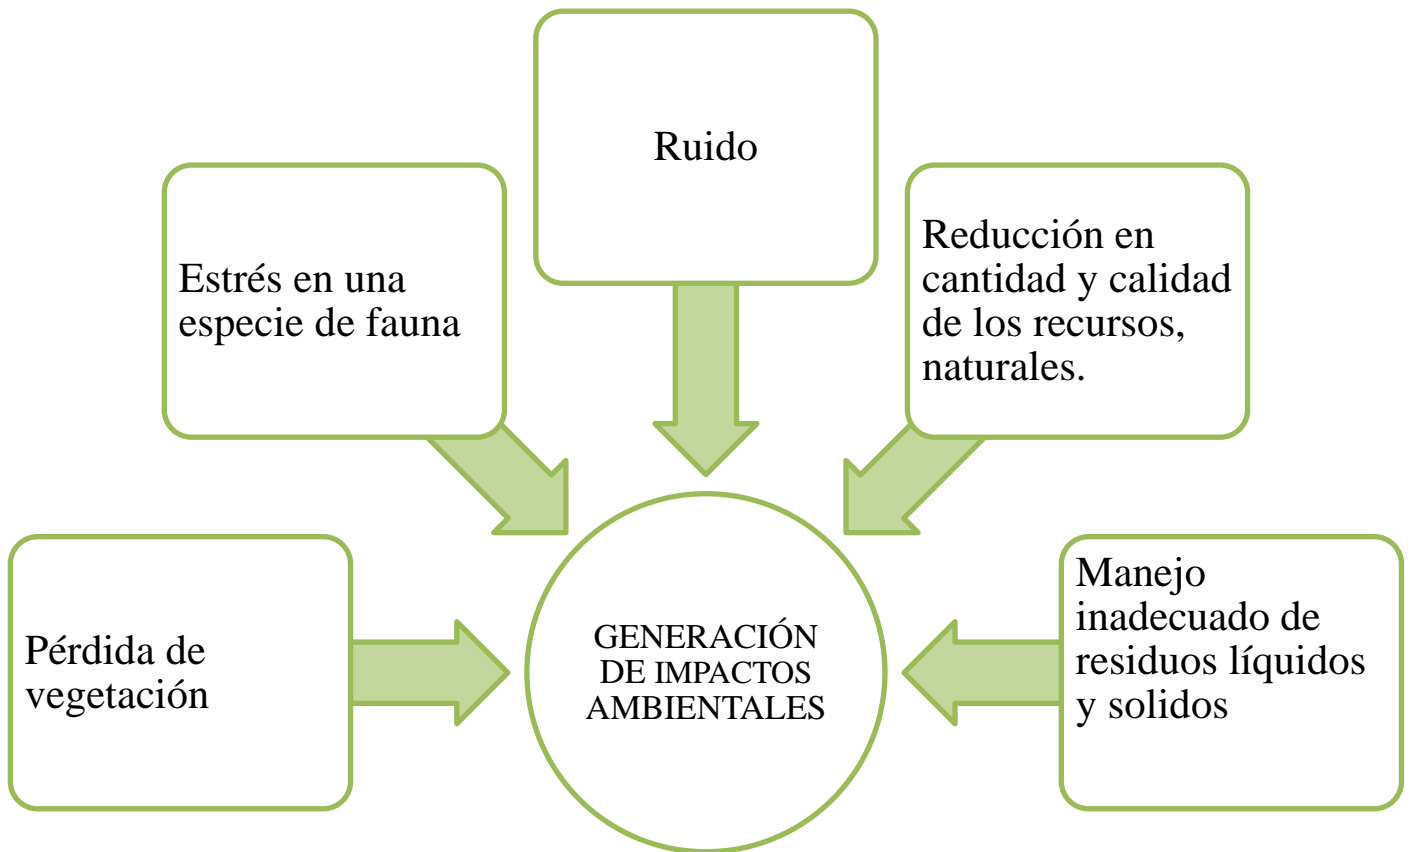 Ruido
Estrés en una
especie de fauna
Reducción en
cantidad y calidad
de los recursos,
naturales.
Pérdida de
vegetación
GENERACIÓN
DE IMPACTOS
AMBIENTALES
Manejo
inadecuado de
residuos líquidos
y solidos